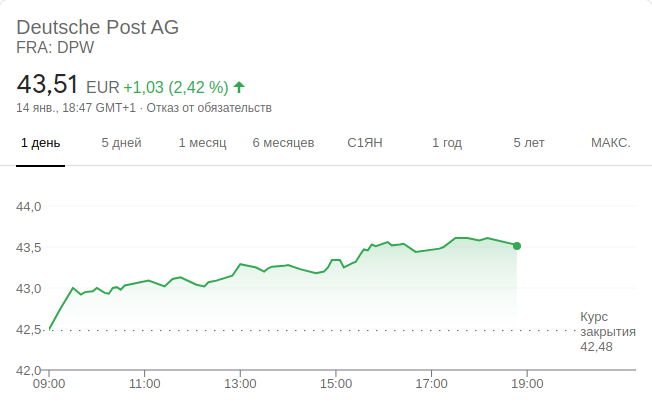 Deutsche Post AG
FRA: DPW
43,51 EUR +1,03 (2,42 %)
14 янв., 18:47 GMT+1 · Отказ от обязательств
1 день 5 дней 1 месяц 6 месяцев С1ЯН 1 год 5 лет МАКС.
44,0
43,5
43,0
42,5
42,0
Курс
закрытия
42,48
09:00 11:00 13:00 15:00 17:00 19:00